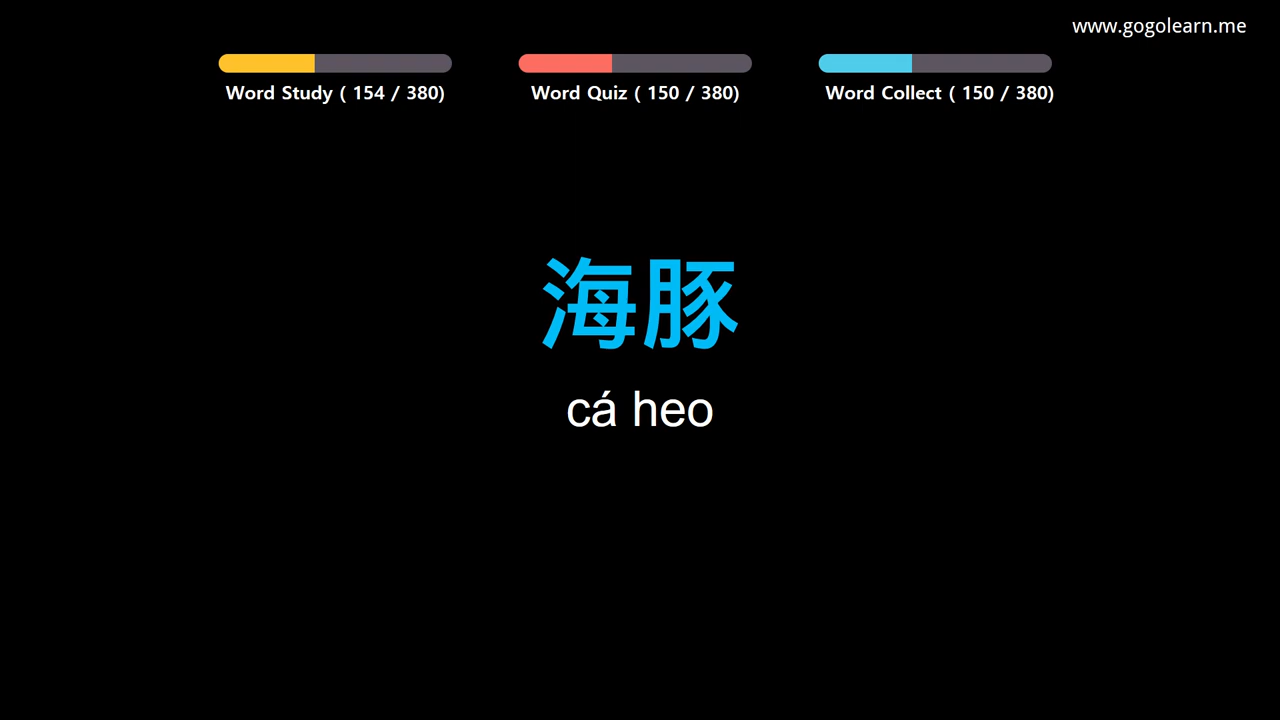 www.gogolearn.me
Word Study ( 154 / 380)
Word Quiz ( 150 / 380)
Word Collect ( 150 / 380)
海豚
cá heo